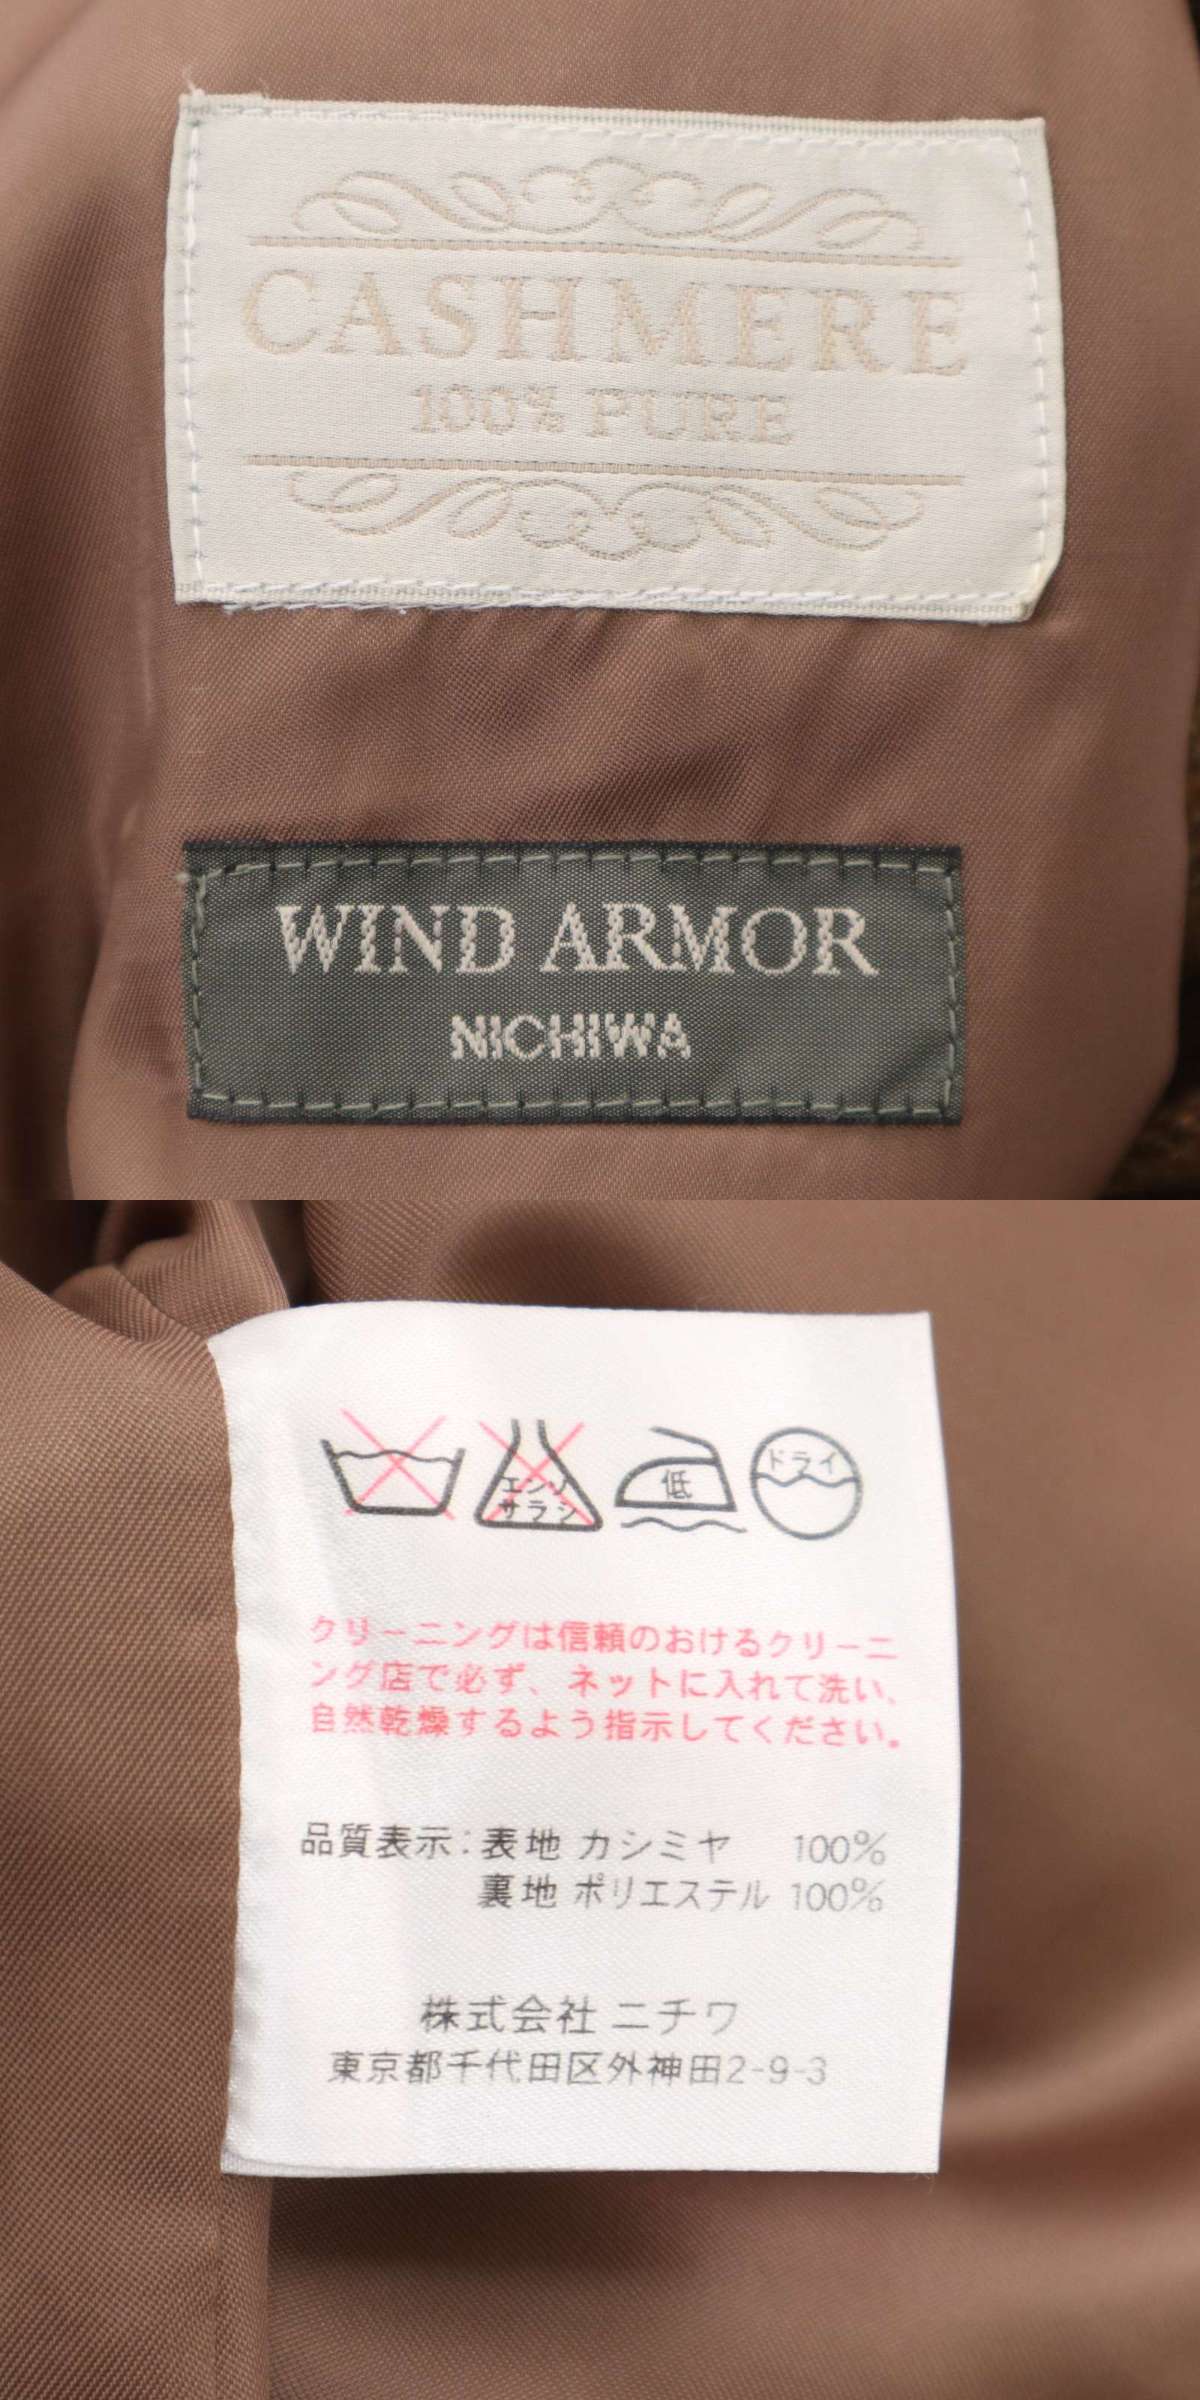 CASHMERE
100% PURE
WIND ARMOR
NICHIWA
エンソ
サラシ
低
ドライ
クリーニングは信頼のおけるクリーニ
ング店で必ず、ネットに入れて洗い、
自然乾燥するよう指示してください。
品質表示:表地 カシミヤ 100%
裏地 ポリエステル 100%
株式会社 ニチワ
東京都千代田区外神田2-9-3